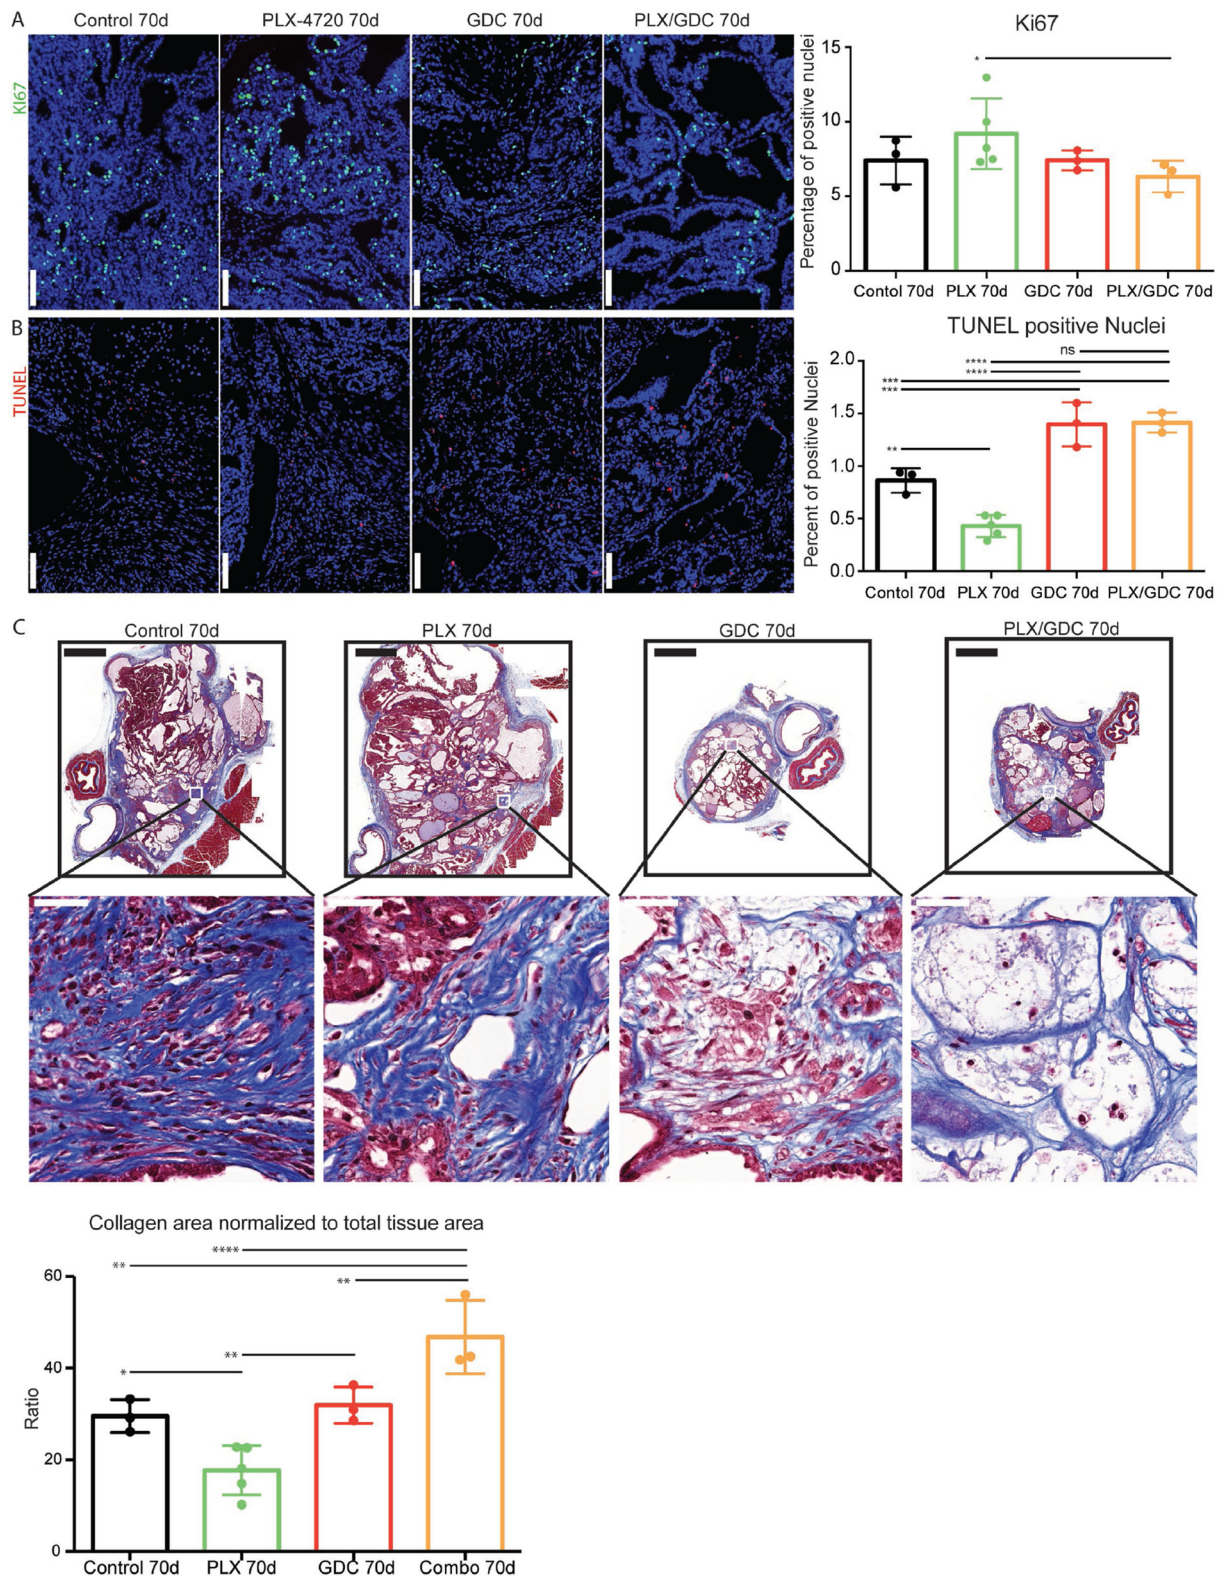 A
Control 70d PLX-4720 70d GDC 70d PLX/GDC 70d
KI67
Ki67
Percentage of positive nuclei
15
10
5
0
*
Contol 70d PLX 70d GDC 70d PLX/GDC 70d
B
TUNEL
TUNEL positive Nuclei
Percent of positive Nuclei
2.0
1.5
1.0
0.5
0.0
ns
****
****
***
***
**
Contol 70d PLX 70d GDC 70d PLX/GDC 70d
C
Control 70d PLX 70d GDC 70d PLX/GDC 70d
Collagen area normalized to total tissue area
Ratio
60
40
20
0
****
**
**
**
*
Control 70d PLX 70d GDC 70d Combo 70d